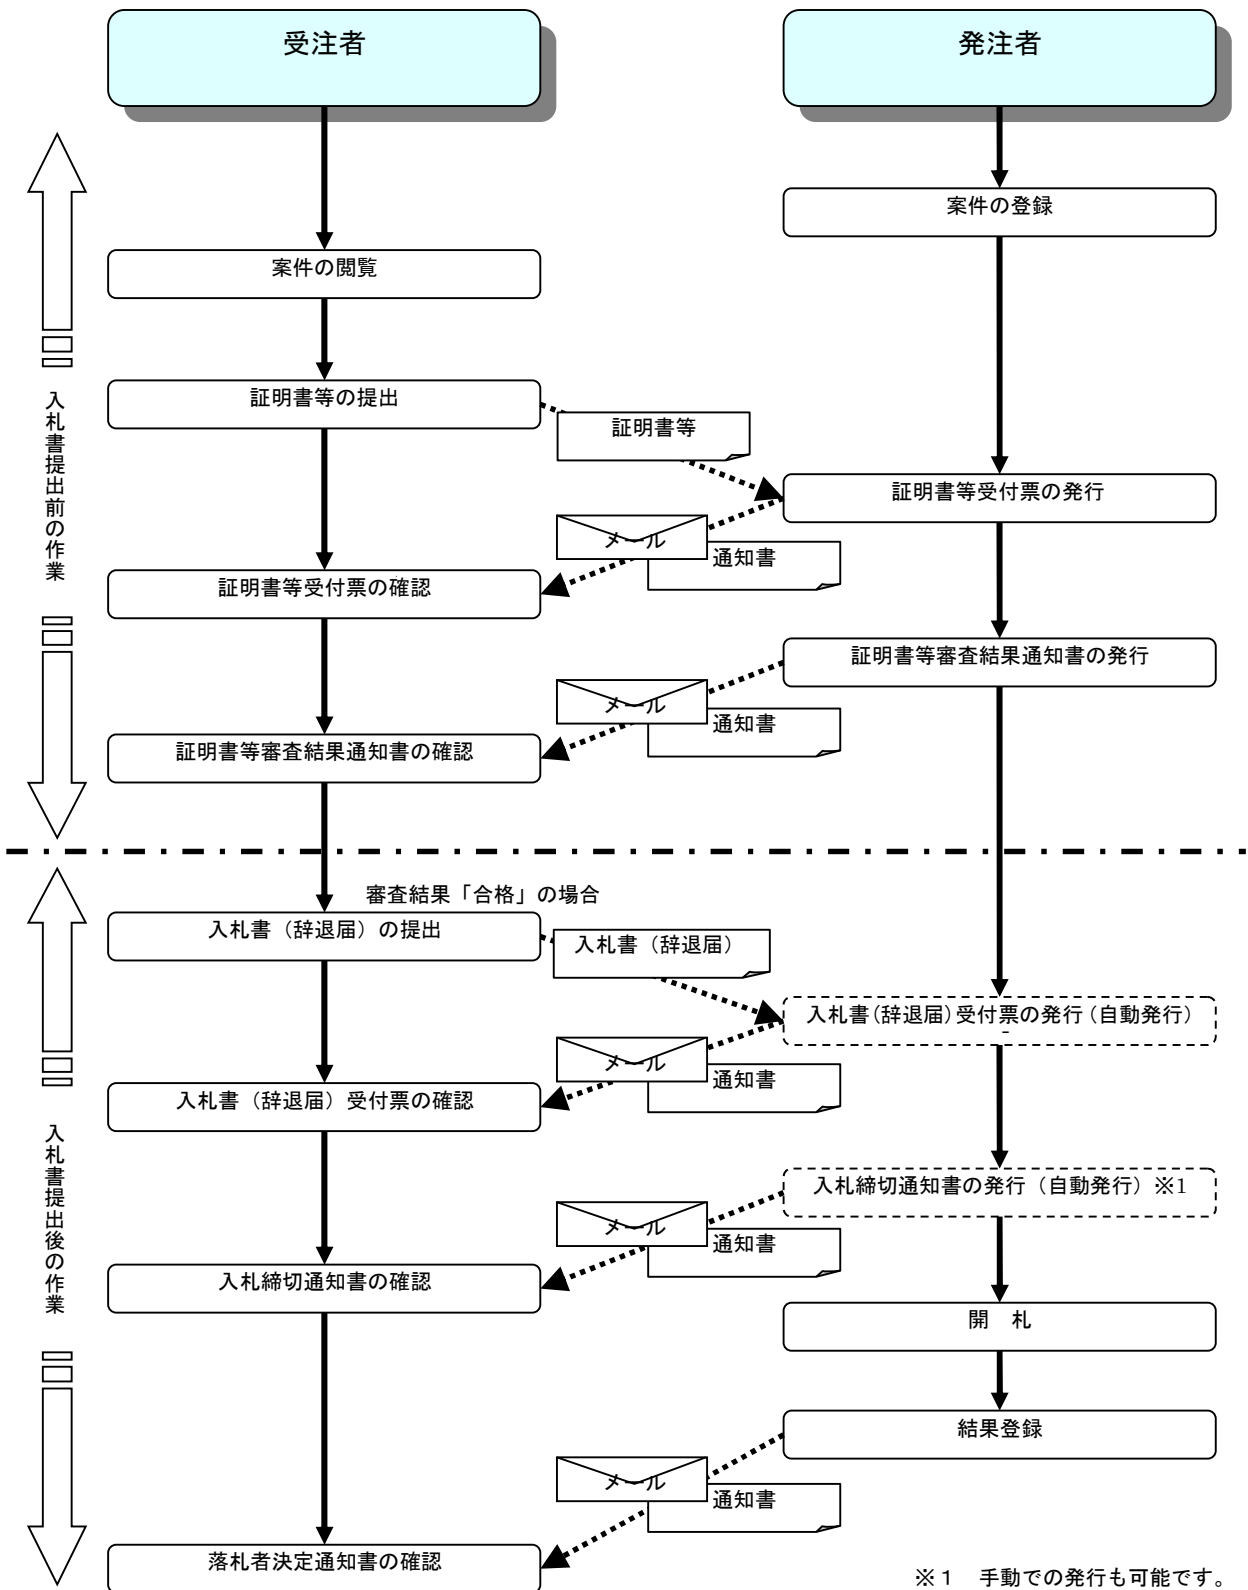 受注者
発注者
案件の登録
案件の閲覧
証明書等の提出
証明書等
証明書等受付票の発行
メール
通知書
証明書等受付票の確認
証明書等審査結果通知書の発行
メール
通知書
証明書等審査結果通知書の確認
入札書提出前の作業
審査結果「合格」の場合
入札書（辞退届）の提出
入札書（辞退届）
入札書(辞退届)受付票の発行(自動発行)
メール
通知書
入札書（辞退届）受付票の確認
入札締切通知書の発行（自動発行）※1
メール
通知書
入札締切通知書の確認
入札書提出後の作業
開　札
結果登録
メール
通知書
落札者決定通知書の確認
※１　手動での発行も可能です。